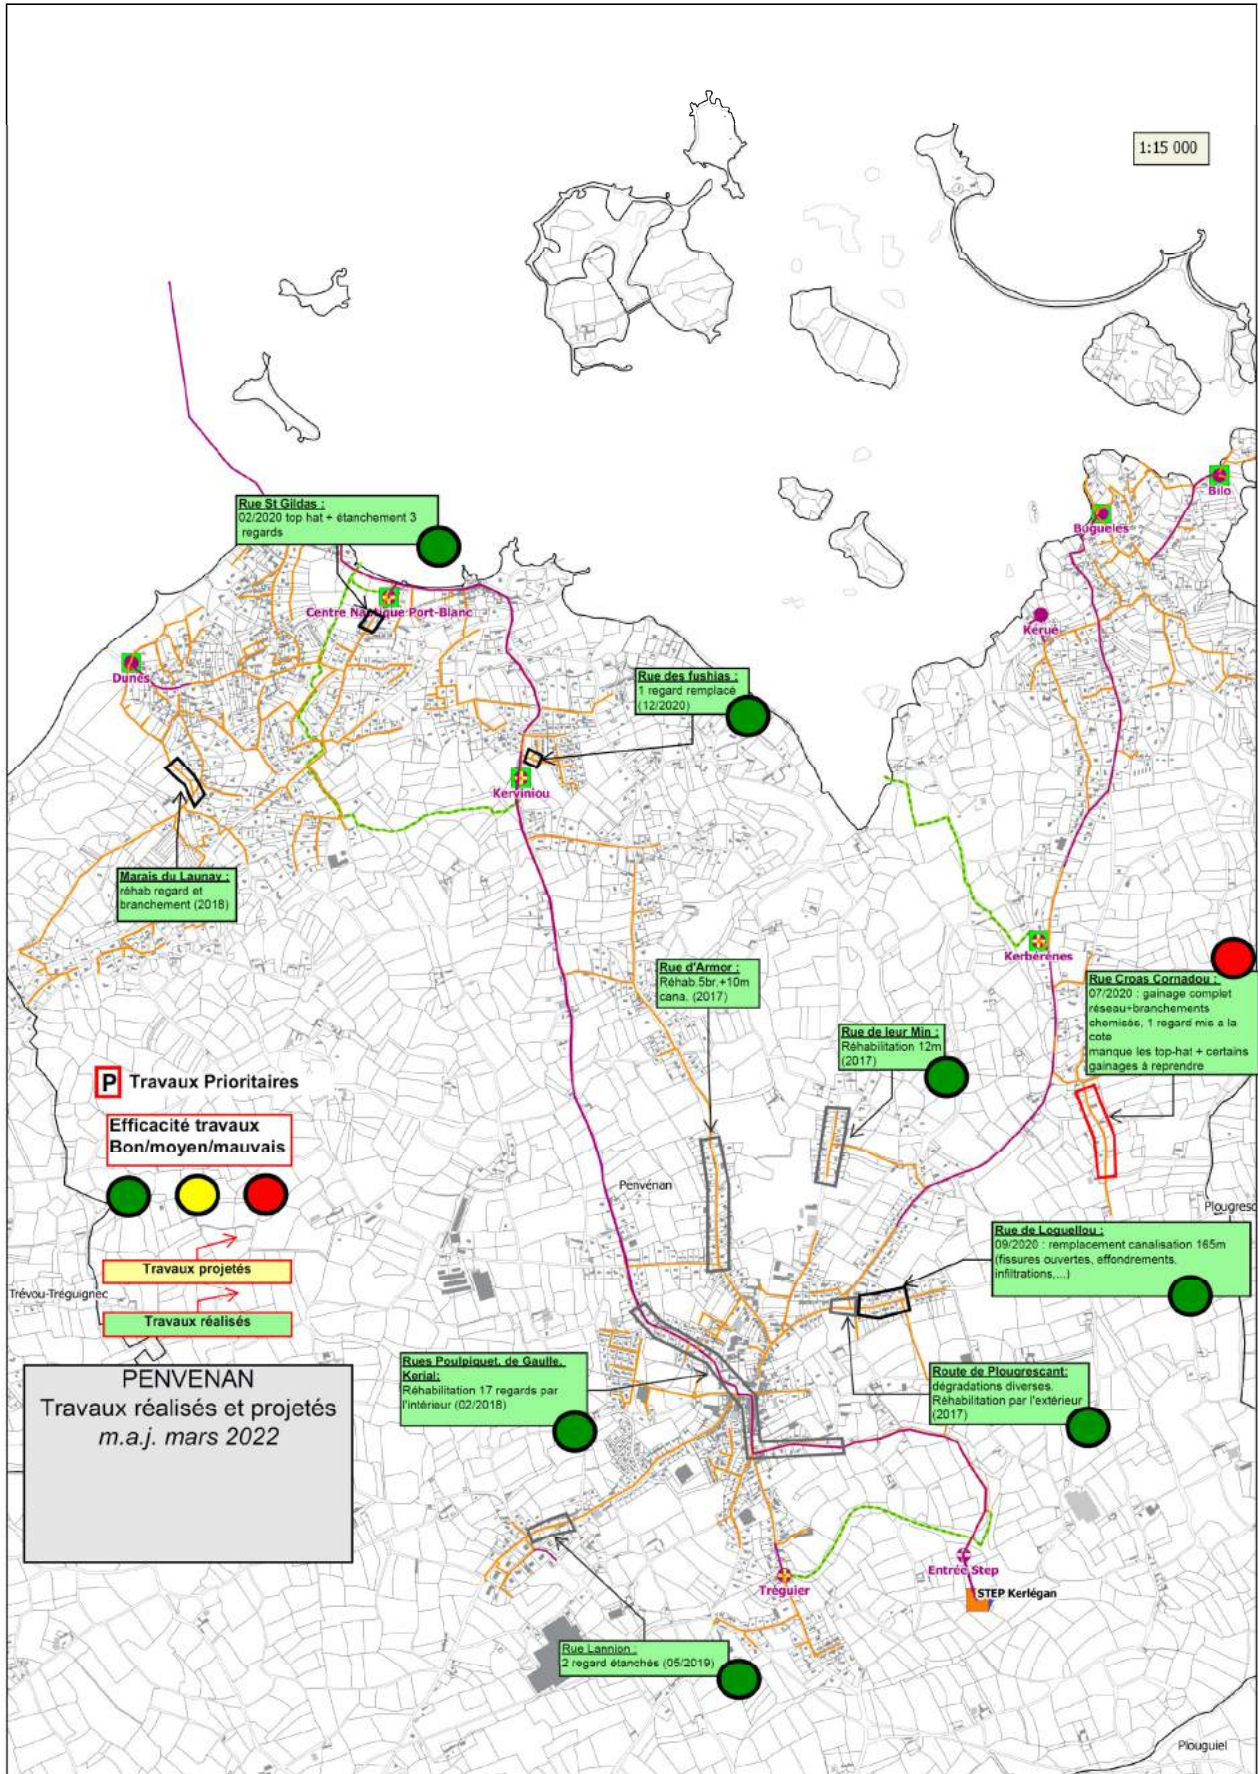 1:15 000
Bilo
Buguélès
Rue St Gildas :
02/2020 top hat + étanchement 3
regards
Centre Nautique Port-Blanc
Kerue
Dunes
Rue des fushias :
1 regard remplacé
(12/2020)
Kerviniou
Marais du Launay :
réhab regard et
branchement (2018)
Kerbérènes
Rue d'Armor :
Réhab.5br.+10m
cana. (2017)
Rue Croas Cornadou :
07/2020 : gainage complet
réseau+branchements
chemisés, 1 regard mis a la
cote
manque les top-hat + certains
gainages à reprendre
Rue de leur Min :
Réhabilitation 12m
(2017)
P Travaux Prioritaires
Efficacité travaux
Bon/moyen/mauvais
Penvénan
Plougresc
Rue de Loguellou :
09/2020 : remplacement canalisation 165m
(fissures ouvertes, effondrements,
infiltrations,...)
Travaux projetés
Trévou-Tréguignec
Travaux réalisés
Rues Poulpiquet, de Gaulle,
Kerial:
Réhabilitation 17 regards par
l'intérieur (02/2018)
Route de Plougrescant:
dégradations diverses.
Réhabilitation par l'extérieur
(2017)
PENVENAN
Travaux réalisés et projetés
m.a.j. mars 2022
Entrée Step
Tréguier
STEP Kerlégan
Rue Lannion :
2 regard étanchés (05/2019)
Plouguiel